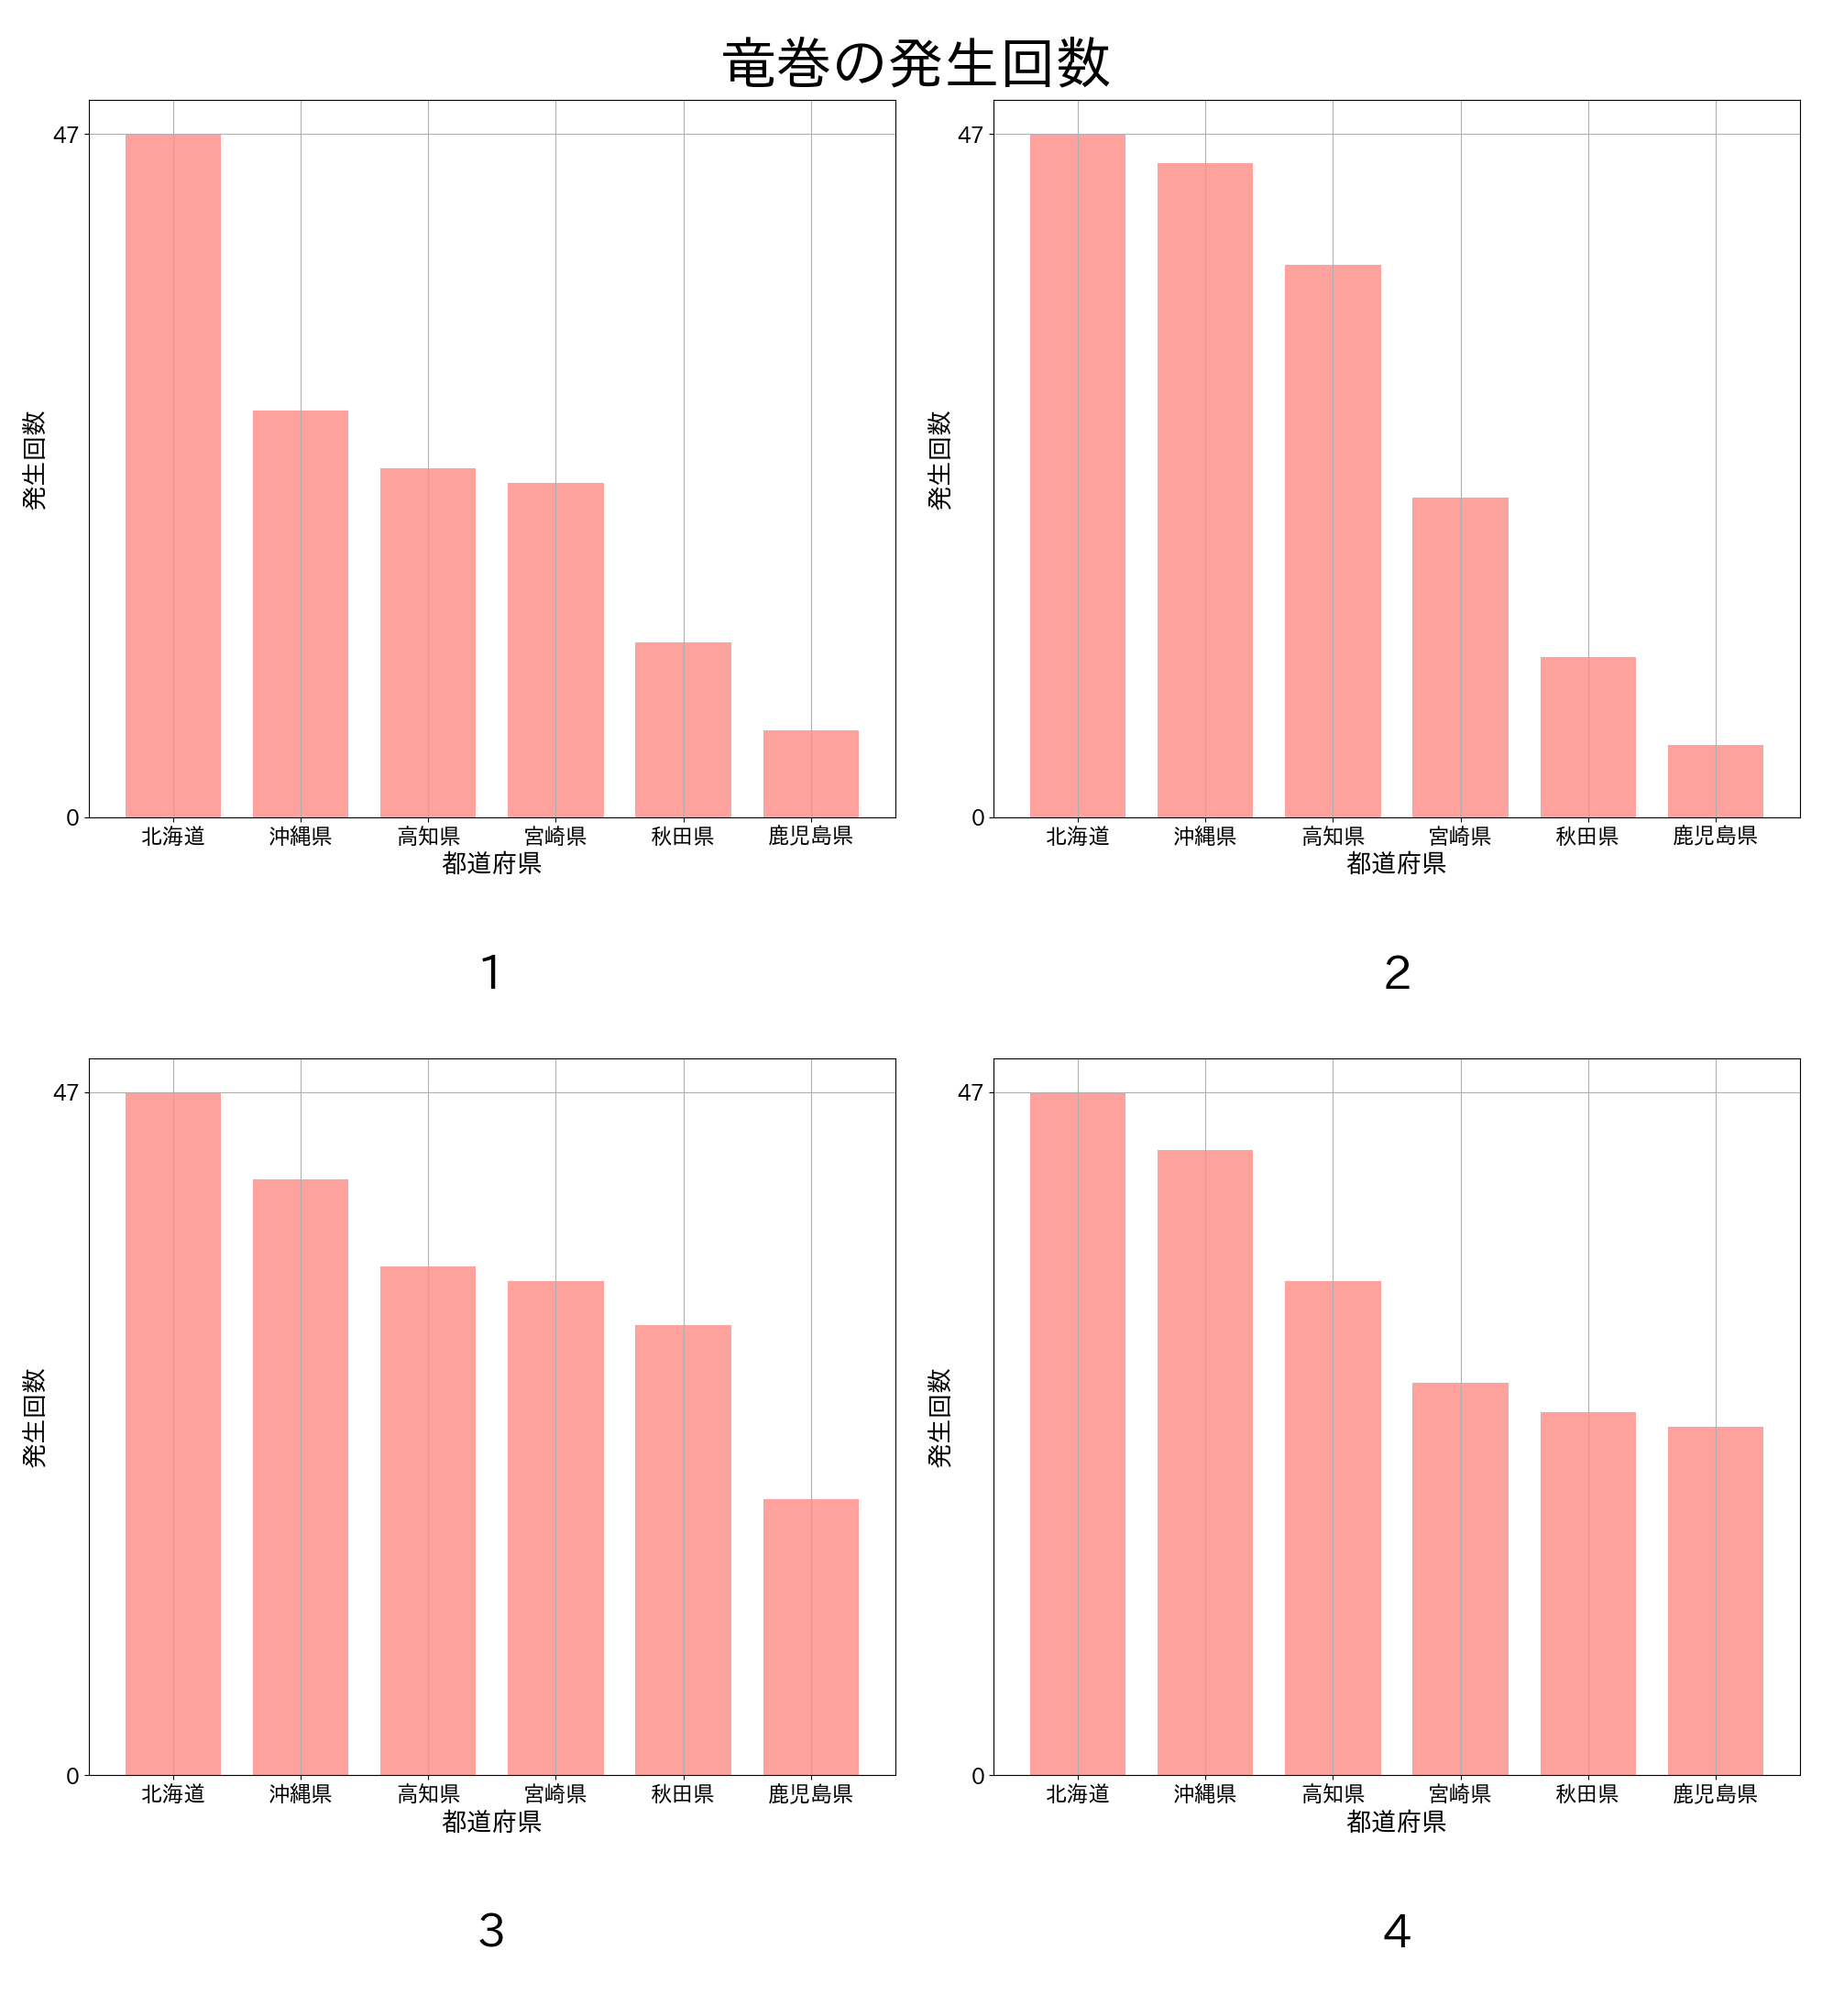 竜巻の発生回数
47
発生回数
0
北海道 沖縄県 高知県 宮崎県 秋田県 鹿児島県
都道府県
1
47
発生回数
0
北海道 沖縄県 高知県 宮崎県 秋田県 鹿児島県
都道府県
2
47
発生回数
0
北海道 沖縄県 高知県 宮崎県 秋田県 鹿児島県
都道府県
3
47
発生回数
0
北海道 沖縄県 高知県 宮崎県 秋田県 鹿児島県
都道府県
4